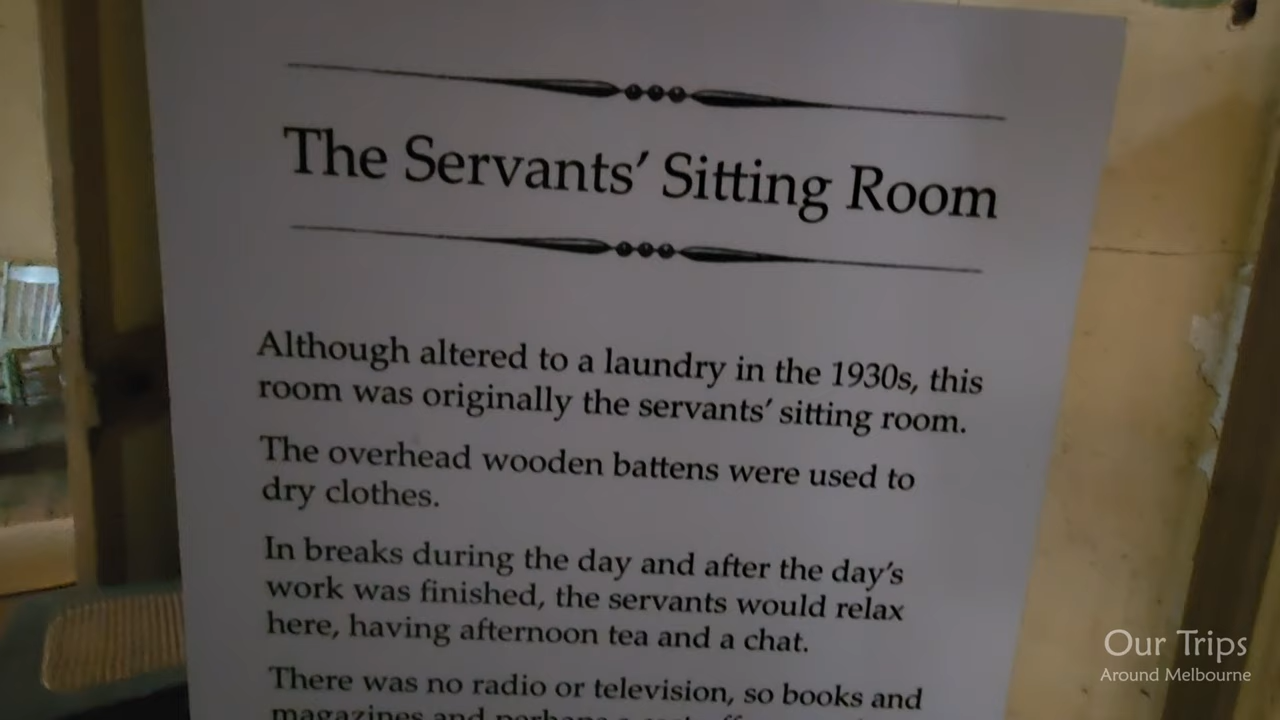 The Servants' Sitting Room
Although altered to a laundry in the 1930s, this
room was originally the servants' sitting room.
The overhead wooden battens were used to
dry clothes.
In breaks during the day and after the day's
work was finished, the servants would relax
here, having afternoon tea and a chat.
There was no radio or television, so books and
magazines and perhaps a
Our Trips
Around Melbourne